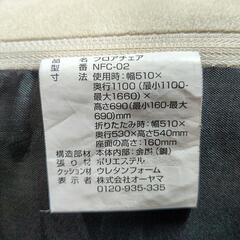 品名 フロアチェア
型番 NFC-02
寸法 使用時:幅510×
奥行1100(最小1100-
最大1660)×
高さ690(最小160-最
大690)mm
折りたたみ時:幅510×
奥行530×高さ540mm
座面の高さ:160mm
構造部材 本体内部:金属(鋼)
張り材 ポリエステル
クッション材 ウレタンフォーム
表示者 株式会社オーヤマ
0120-935-335